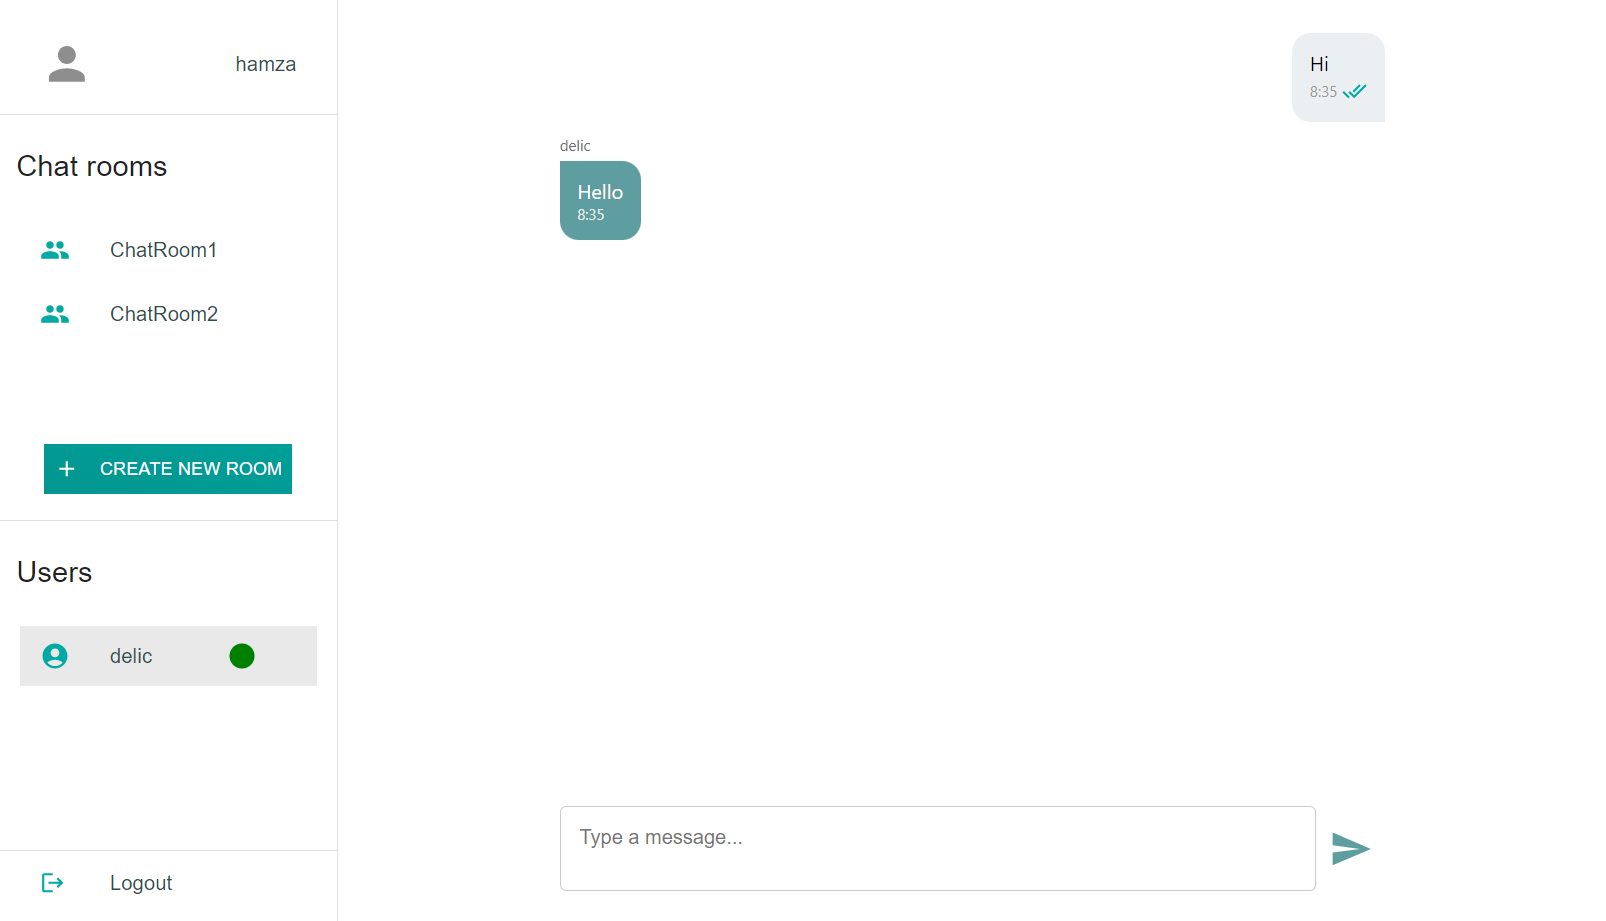 hamza
Chat rooms
ChatRoom1
ChatRoom2
CREATE NEW ROOM
Users
delic
Logout
Hi
8:35
delic
Hello
8:35
Type a message...